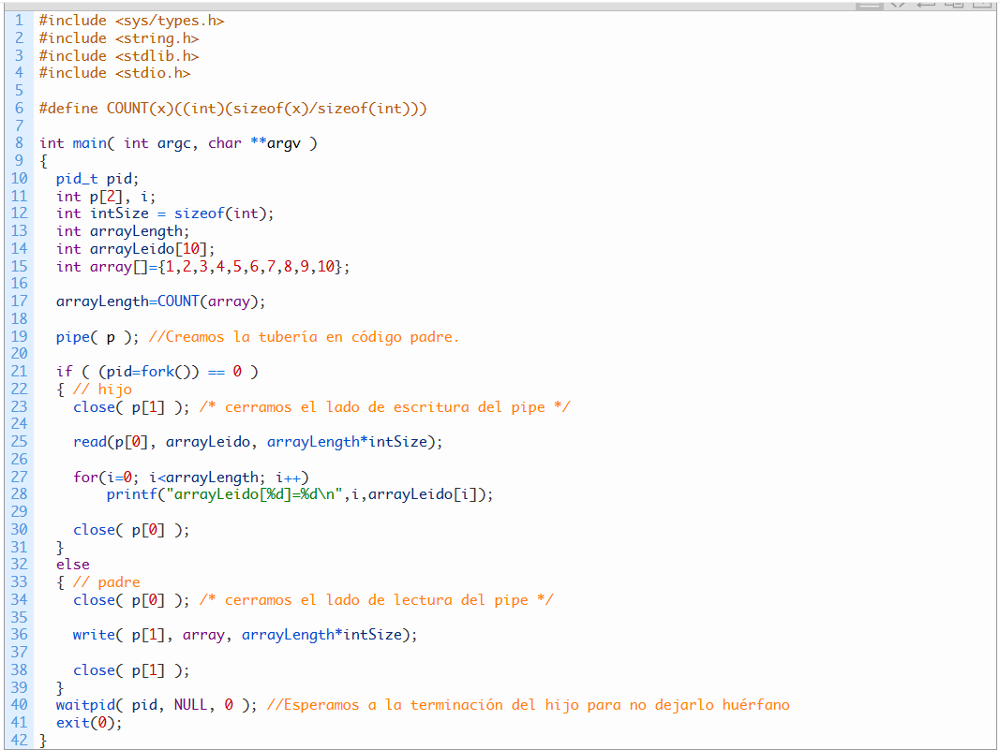 1 #include <sys/types.h>
2 #include <string.h>
3 #include <stdlib.h>
4 #include <stdio.h>
5
6 #define COUNT(x)((int)(sizeof(x)/sizeof(int)))
7
8 int main( int argc, char **argv )
9 {
10   pid_t pid;
11   int p[2], i;
12   int intSize = sizeof(int);
13   int arrayLength;
14   int arrayLeido[10];
15   int array[]={1,2,3,4,5,6,7,8,9,10};
16
17   arrayLength=COUNT(array);
18
19   pipe( p ); //Creamos la tubería en código padre.
20
21   if ( (pid=fork()) == 0 )
22   { // hijo
23     close( p[1] ); /* cerramos el lado de escritura del pipe */
24
25     read(p[0], arrayLeido, arrayLength*intSize);
26
27     for(i=0; i<arrayLength; i++)
28         printf("arrayLeido[%d]=%d\n",i,arrayLeido[i]);
29
30     close( p[0] );
31   }
32   else
33   { // padre
34     close( p[0] ); /* cerramos el lado de lectura del pipe */
35
36     write( p[1], array, arrayLength*intSize);
37
38     close( p[1] );
39   }
40   waitpid( pid, NULL, 0 ); //Esperamos a la terminación del hijo para no dejarlo huérfano
41   exit(0);
42 }